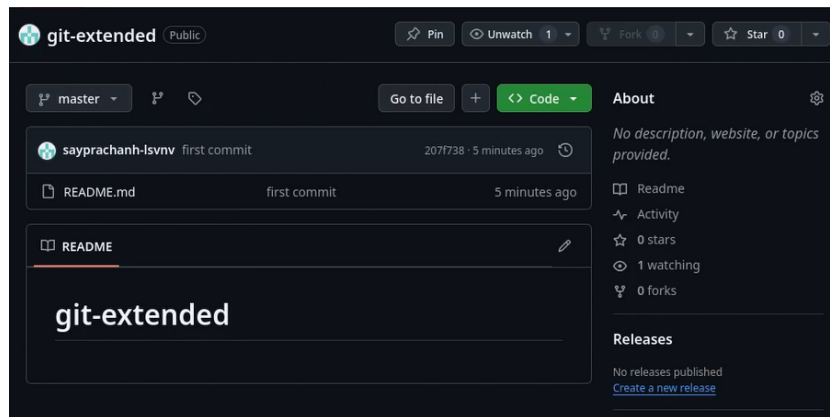 git-extended Public
Pin
Unwatch 1
Fork 0
Star 0
master
Go to file
Code
sayprachanh-lsvnv first commit
207f738 · 5 minutes ago
README.md first commit 5 minutes ago
README
git-extended
About
No description, website, or topics
provided.
Readme
Activity
0 stars
1 watching
0 forks
Releases
No releases published
Create a new release